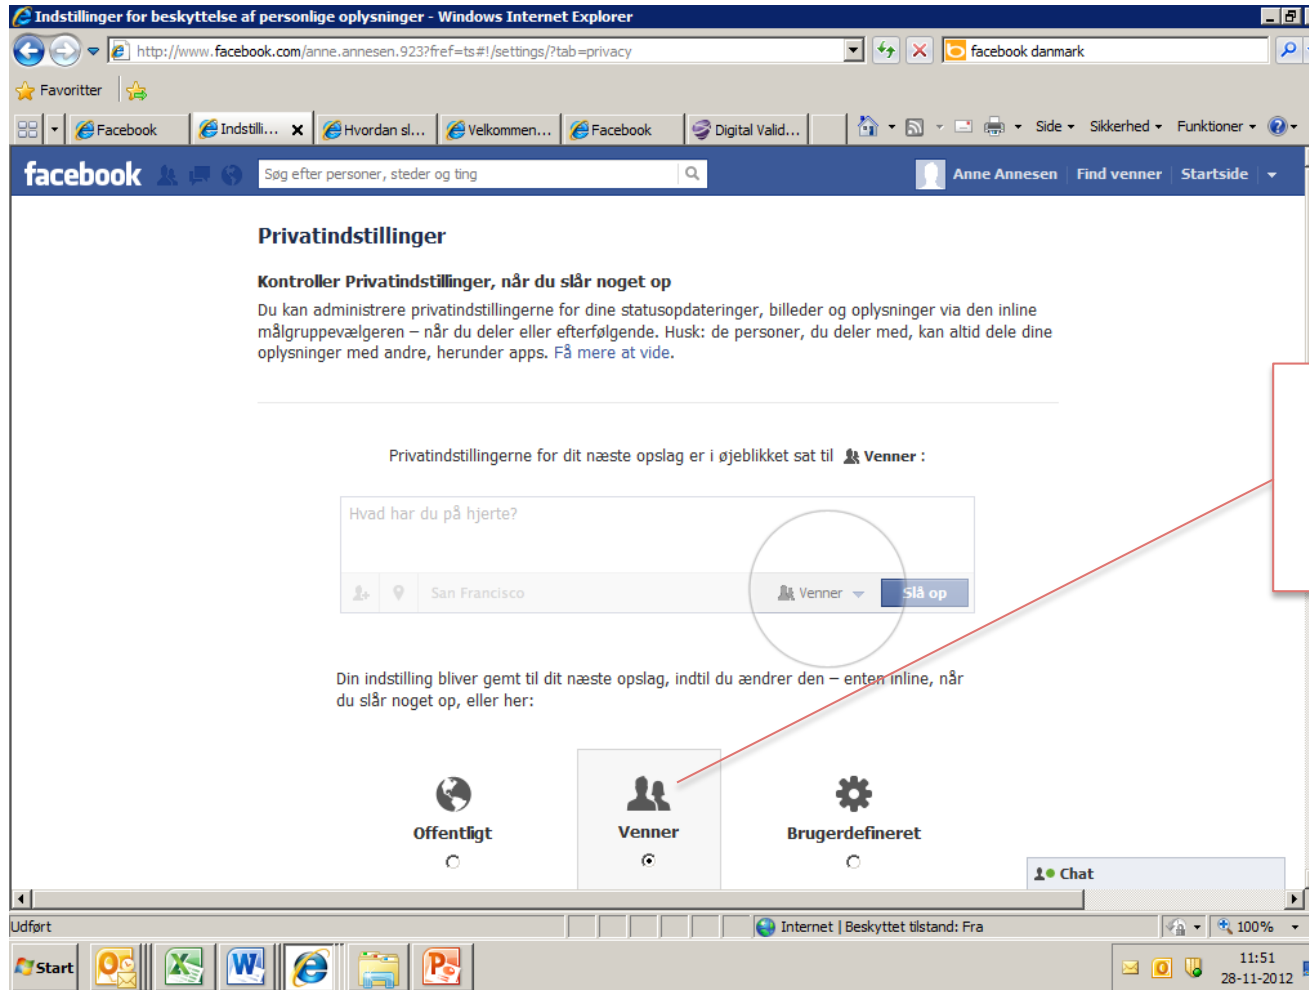 Indstillinger for beskyttelse af personlige oplysninger - Windows Internet Explorer
http://www.facebook.com/anne.annesen.923?fref=ts#!/settings/?tab=privacy
facebook danmark
Favoritter
Facebook
Indstilli...
Hvordan sl...
Velkommen...
Facebook
Digital Valid...
Side
Sikkerhed
Funktioner
facebook
Søg efter personer, steder og ting
Anne Annesen
Find venner
Startside
Privatindstillinger
Kontroller Privatindstillinger, når du slår noget op
Du kan administrere privatindstillingerne for dine statusopdateringer, billeder og oplysninger via den inline
målgruppevælgeren – når du deler eller efterfølgende. Husk: de personer, du deler med, kan altid dele dine
oplysninger med andre, herunder apps. Få mere at vide.
Privatindstillingerne for dit næste opslag er i øjeblikket sat til Venner :
Hvad har du på hjerte?
San Francisco
Venner
Slå op
Din indstilling bliver gemt til dit næste opslag, indtil du ændrer den – enten inline, når
du slår noget op, eller her:
Offentligt
Venner
Brugerdefineret
Chat
Udført
Internet | Beskyttet tilstand: Fra
100%
Start
11:51
28-11-2012